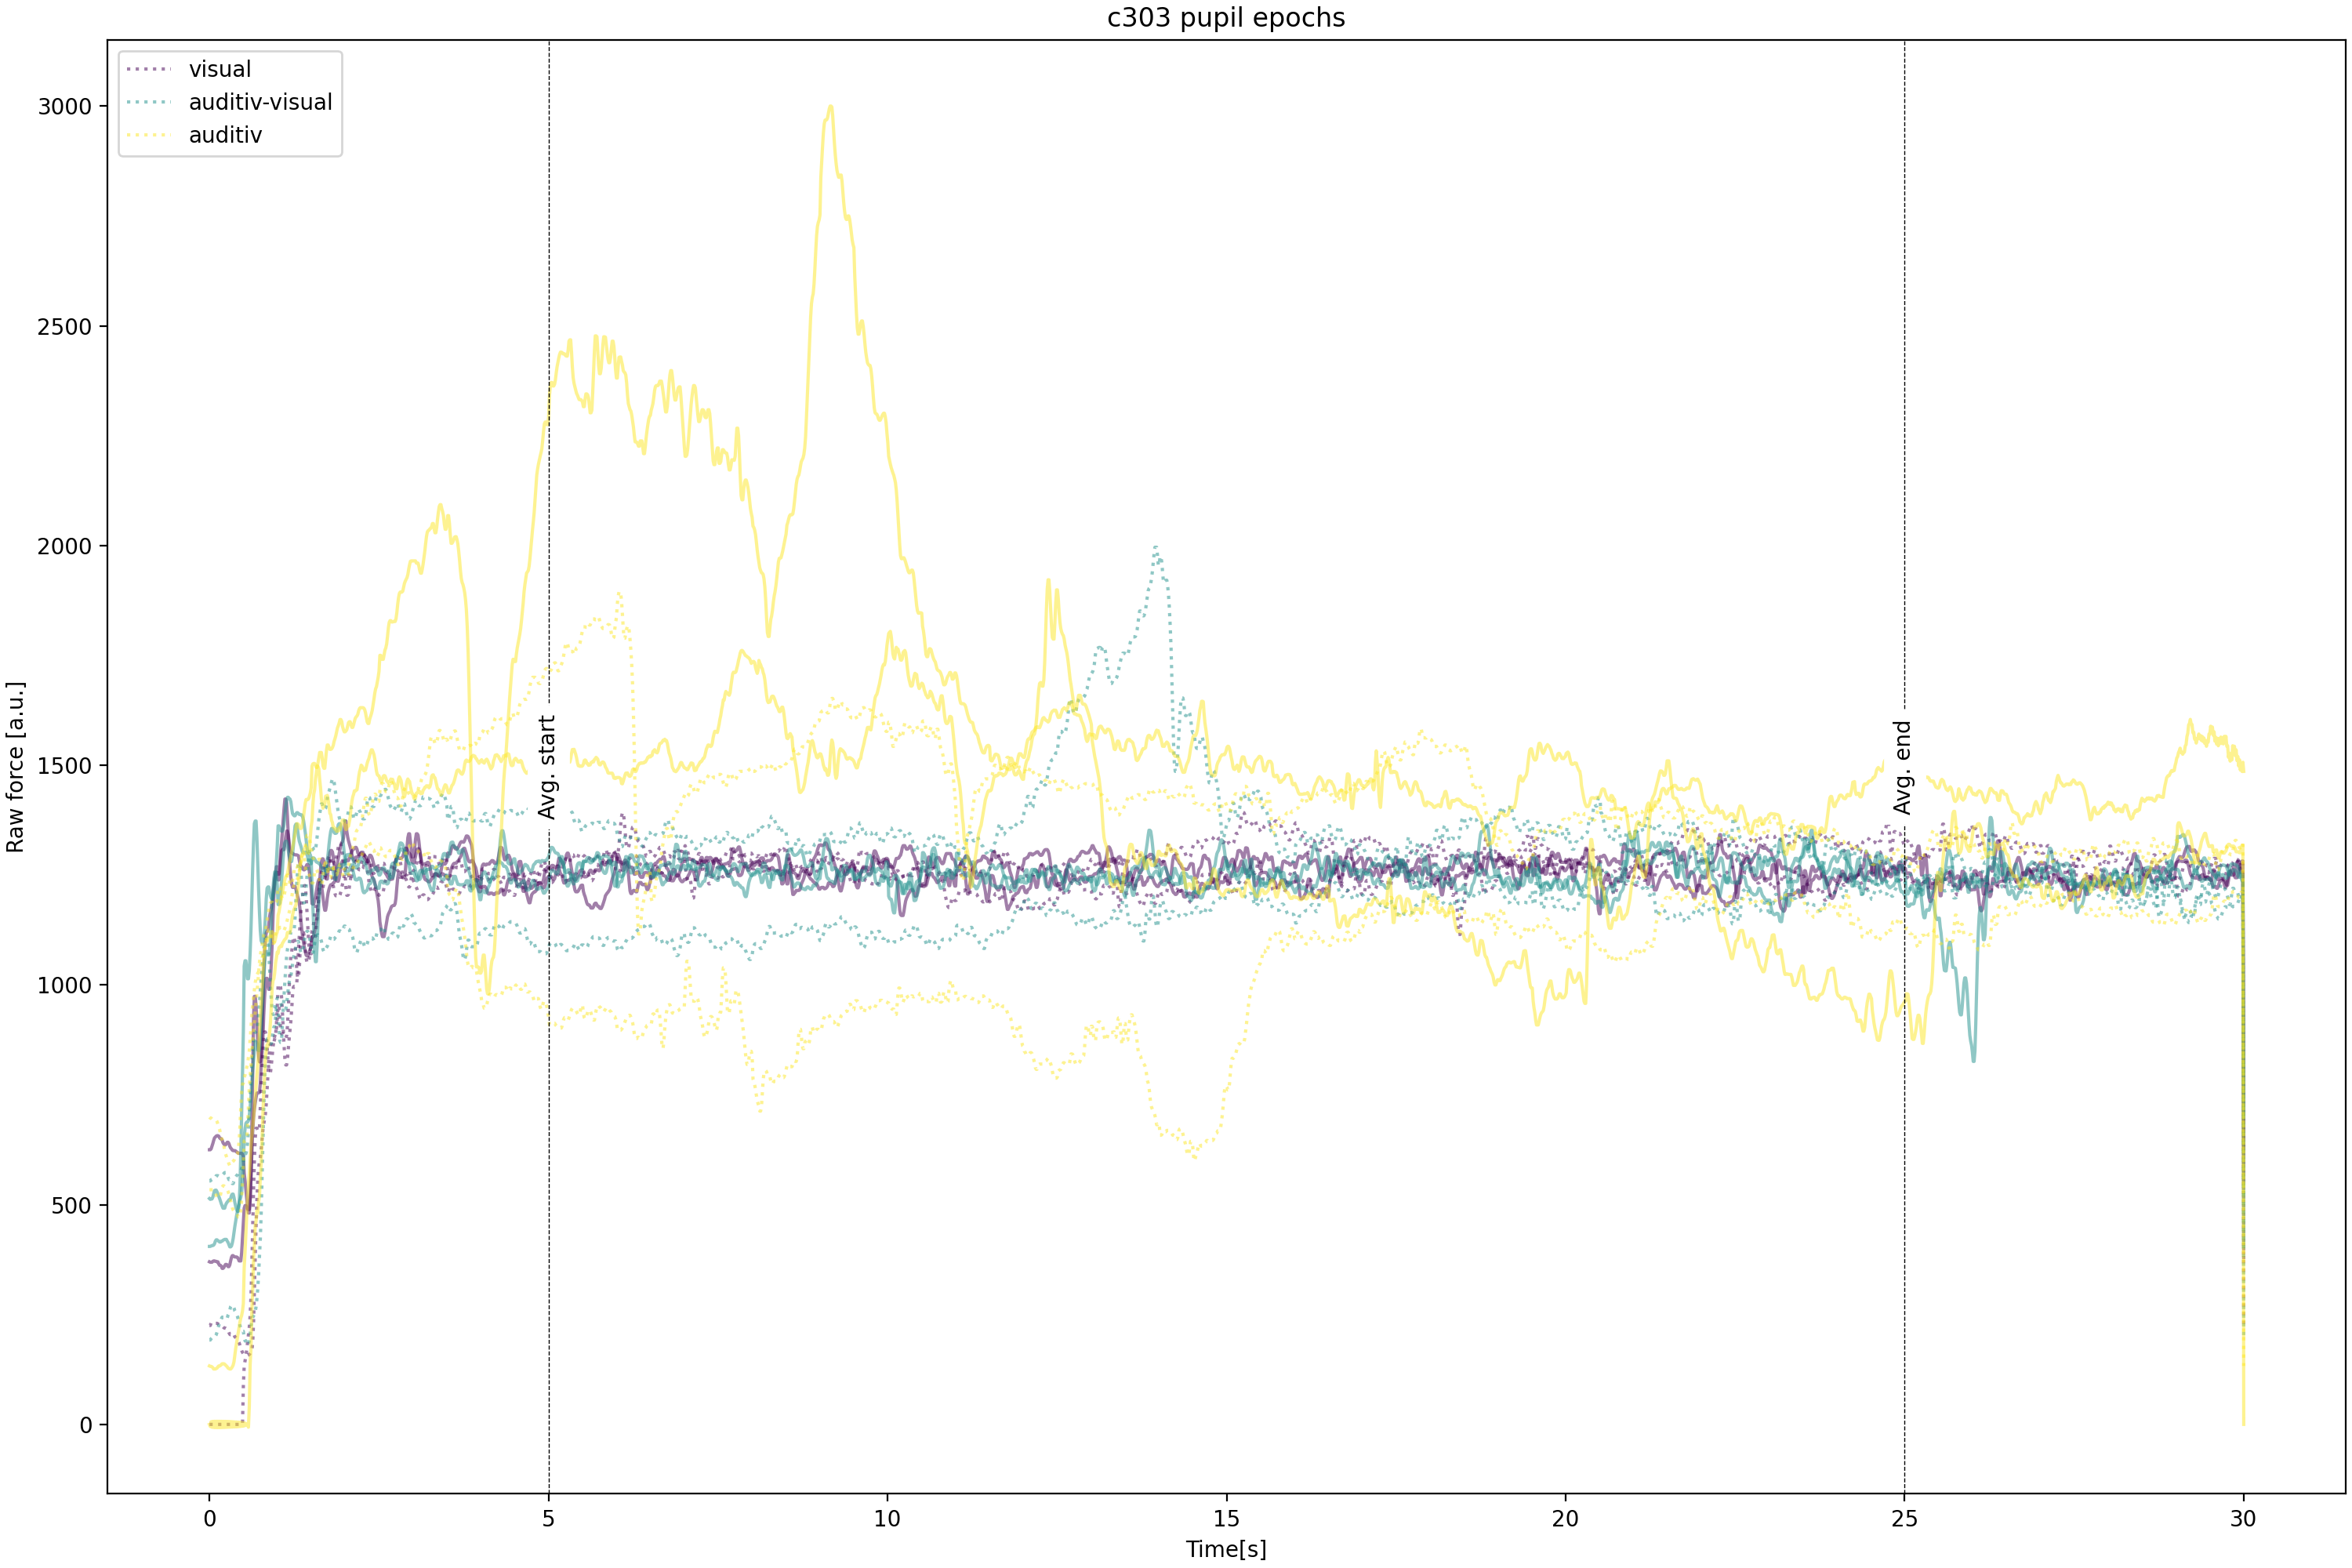 c303 pupil epochs
visual
auditiv-visual
auditiv
3000
2500
2000
1500
1000
500
0
Raw force [a.u.]
Avg. start
Avg. end
0 5 10 15 20 25 30
Time[s]